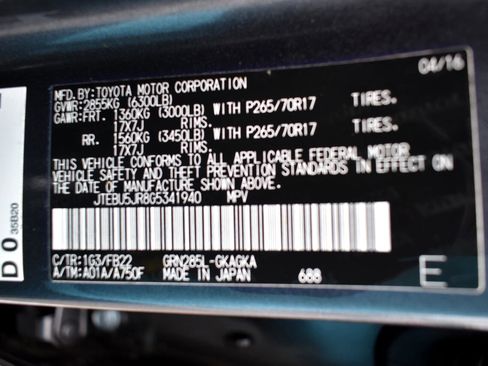 04/16
MFD. BY: TOYOTA MOTOR CORPORATION
GVWR: 2855KG (6300LB)
GAWR: FRT. 1360KG (3000LB) WITH P265/70R17 TIRES.
17X7J RIMS.
RR. 1560KG (3450LB) WITH P265/70R17 TIRES.
17X7J RIMS.
THIS VEHICLE CONFORMS TO ALL APPLICABLE FEDERAL MOTOR
VEHICLE SAFETY AND THEFT PREVENTION STANDARDS IN EFFECT ON
THE DATE OF MANUFACTURE SHOWN ABOVE.
JTEBU5JR8G5341940 MPV
C/TR: 1G3/FB22 GRN285L-GKAGKA
A/TM: A01A/A750F MADE IN JAPAN 688
E
D0
35B20